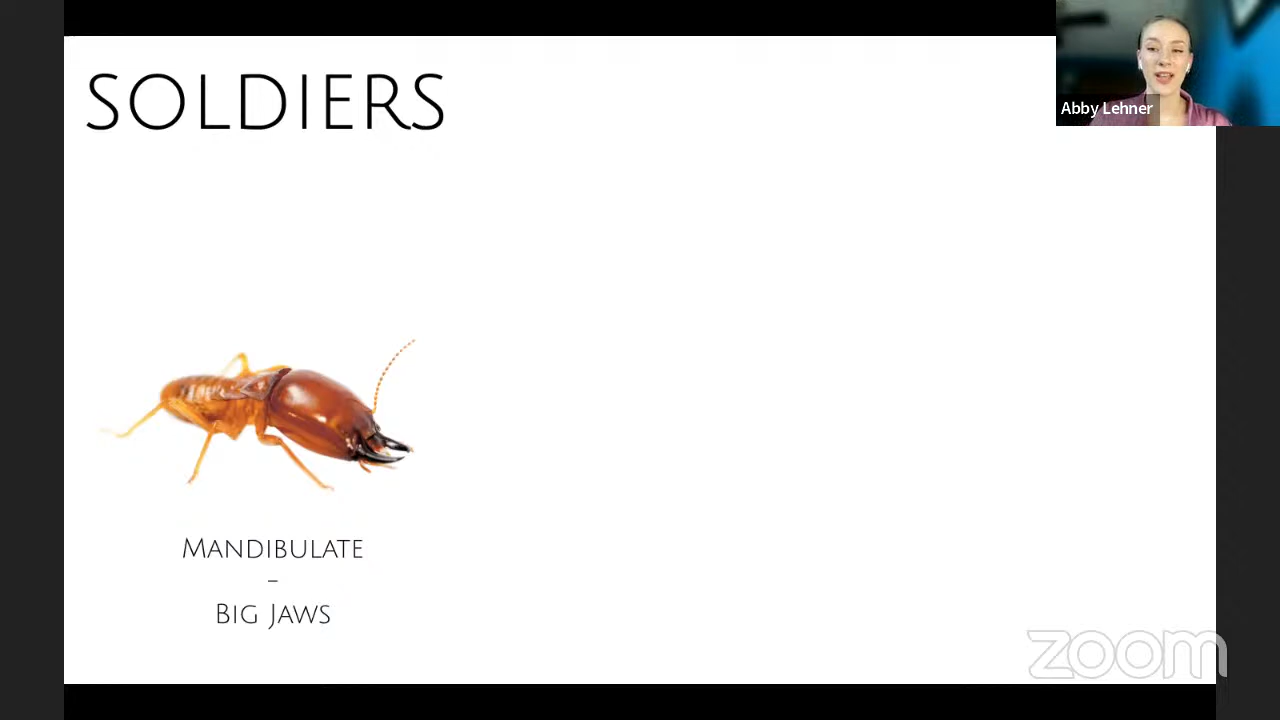 SOLDIERS
Abby Lehner
MANDIBULATE
-
BIG JAWS
zoom